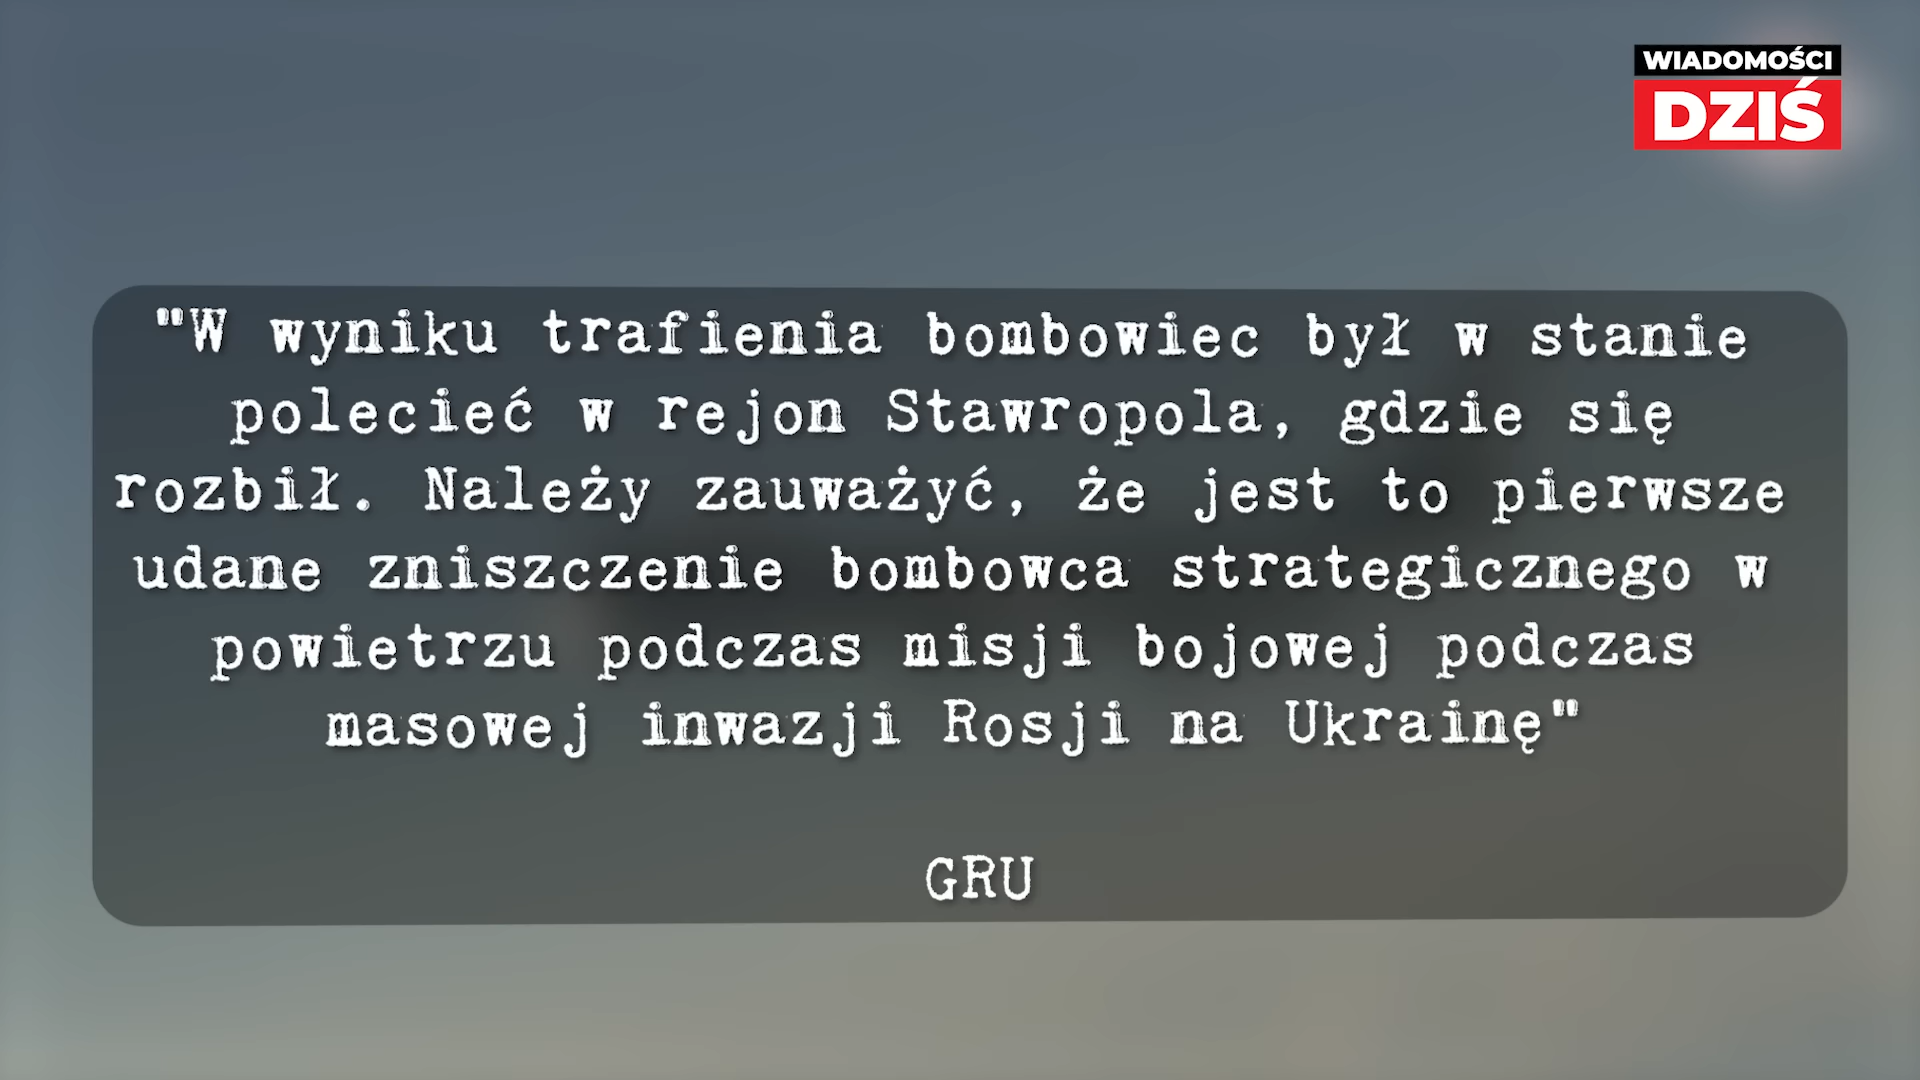 WIADOMOŚCI
DZIŚ
"W wyniku trafienia bombowiec był w stanie
polecieć w rejon Stawropola, gdzie się
rozbił. Należy zauważyć, że jest to pierwsze
udane zniszczenie bombowca strategicznego w
powietrzu podczas misji bojowej podczas
masowej inwazji Rosji na Ukrainę"
GRU